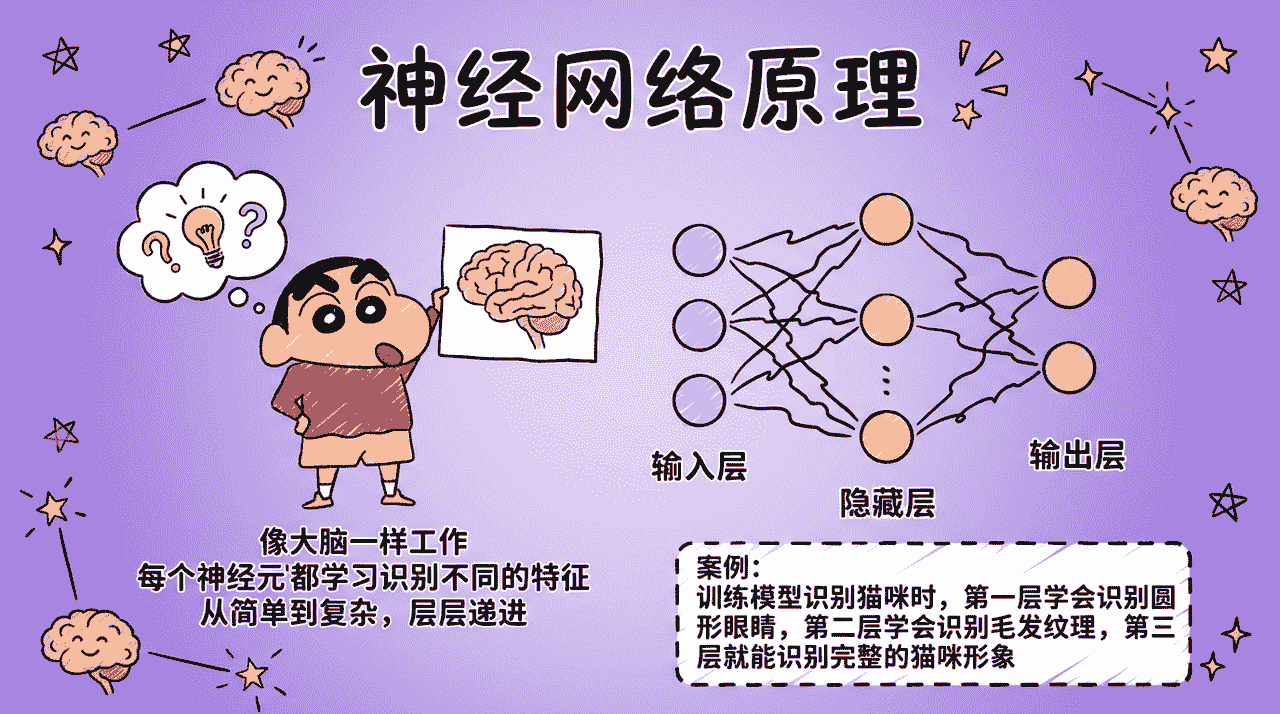 神经网络原理
输入层
隐藏层
输出层
像大脑一样工作
每个神经元'都学习识别不同的特征
从简单到复杂，层层递进
案例：
训练模型识别猫咪时，第一层学会识别圆
形眼睛，第二层学会识别毛发纹理，第三
层就能识别完整的猫咪形象